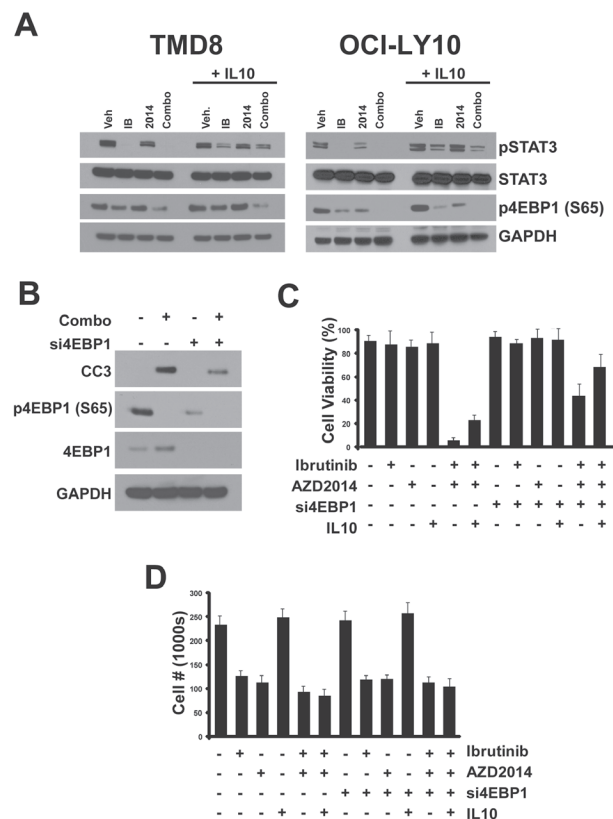 A
TMD8 OCI-LY10
+ IL10 + IL10
Veh IB 2014 Combo Veh. IB 2014 Combo Veh IB 2014 Combo Veh IB 2014 Combo
pSTAT3
STAT3
p4EBP1 (S65)
GAPDH
B
Combo - + - +
si4EBP1 - - + +
CC3
p4EBP1 (S65)
4EBP1
GAPDH
C
Cell Viability (%)
100
80
60
40
20
0
Ibrutinib - + - - + + - + - - + +
AZD2014 - - + - + + - - + - + +
si4EBP1 - - - - - - + + + + + +
IL10 - - - + - + - - - + - +
D
Cell # (1000s)
300
250
200
150
100
50
0
- + - - + + - + - - + + Ibrutinib
- - + - + + - - + - + + AZD2014
- - - - - - + + + + + + si4EBP1
- - - + - + - - - + - + IL10